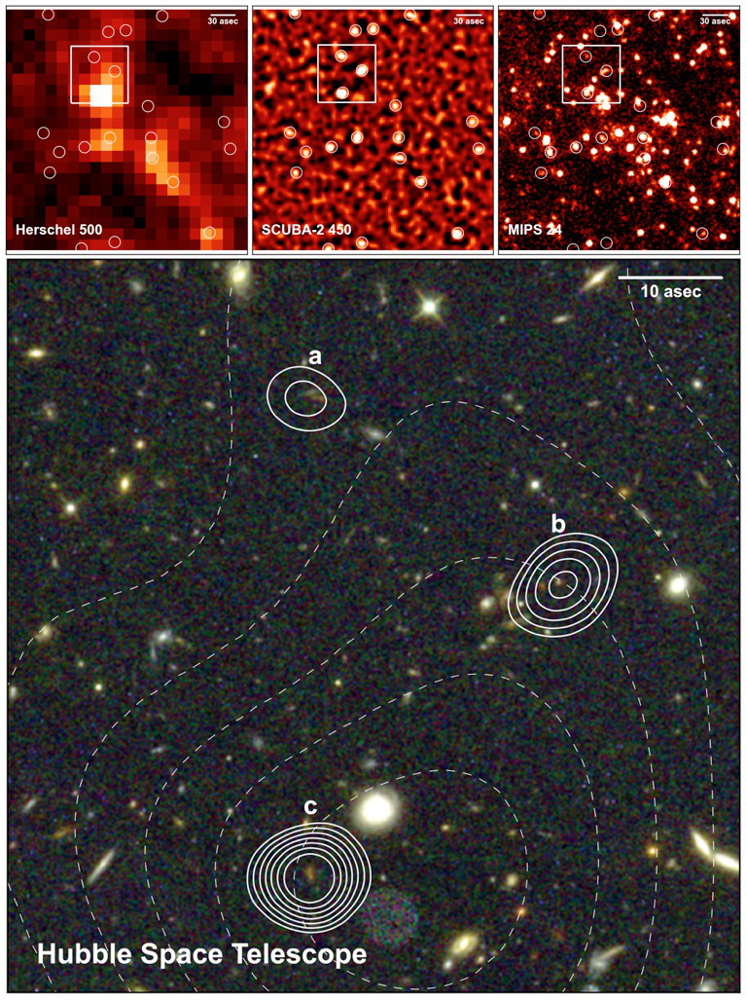 30 asec
Herschel 500
30 asec
SCUBA-2 450
30 asec
MIPS 24
10 asec
a
b
c
Hubble Space Telescope